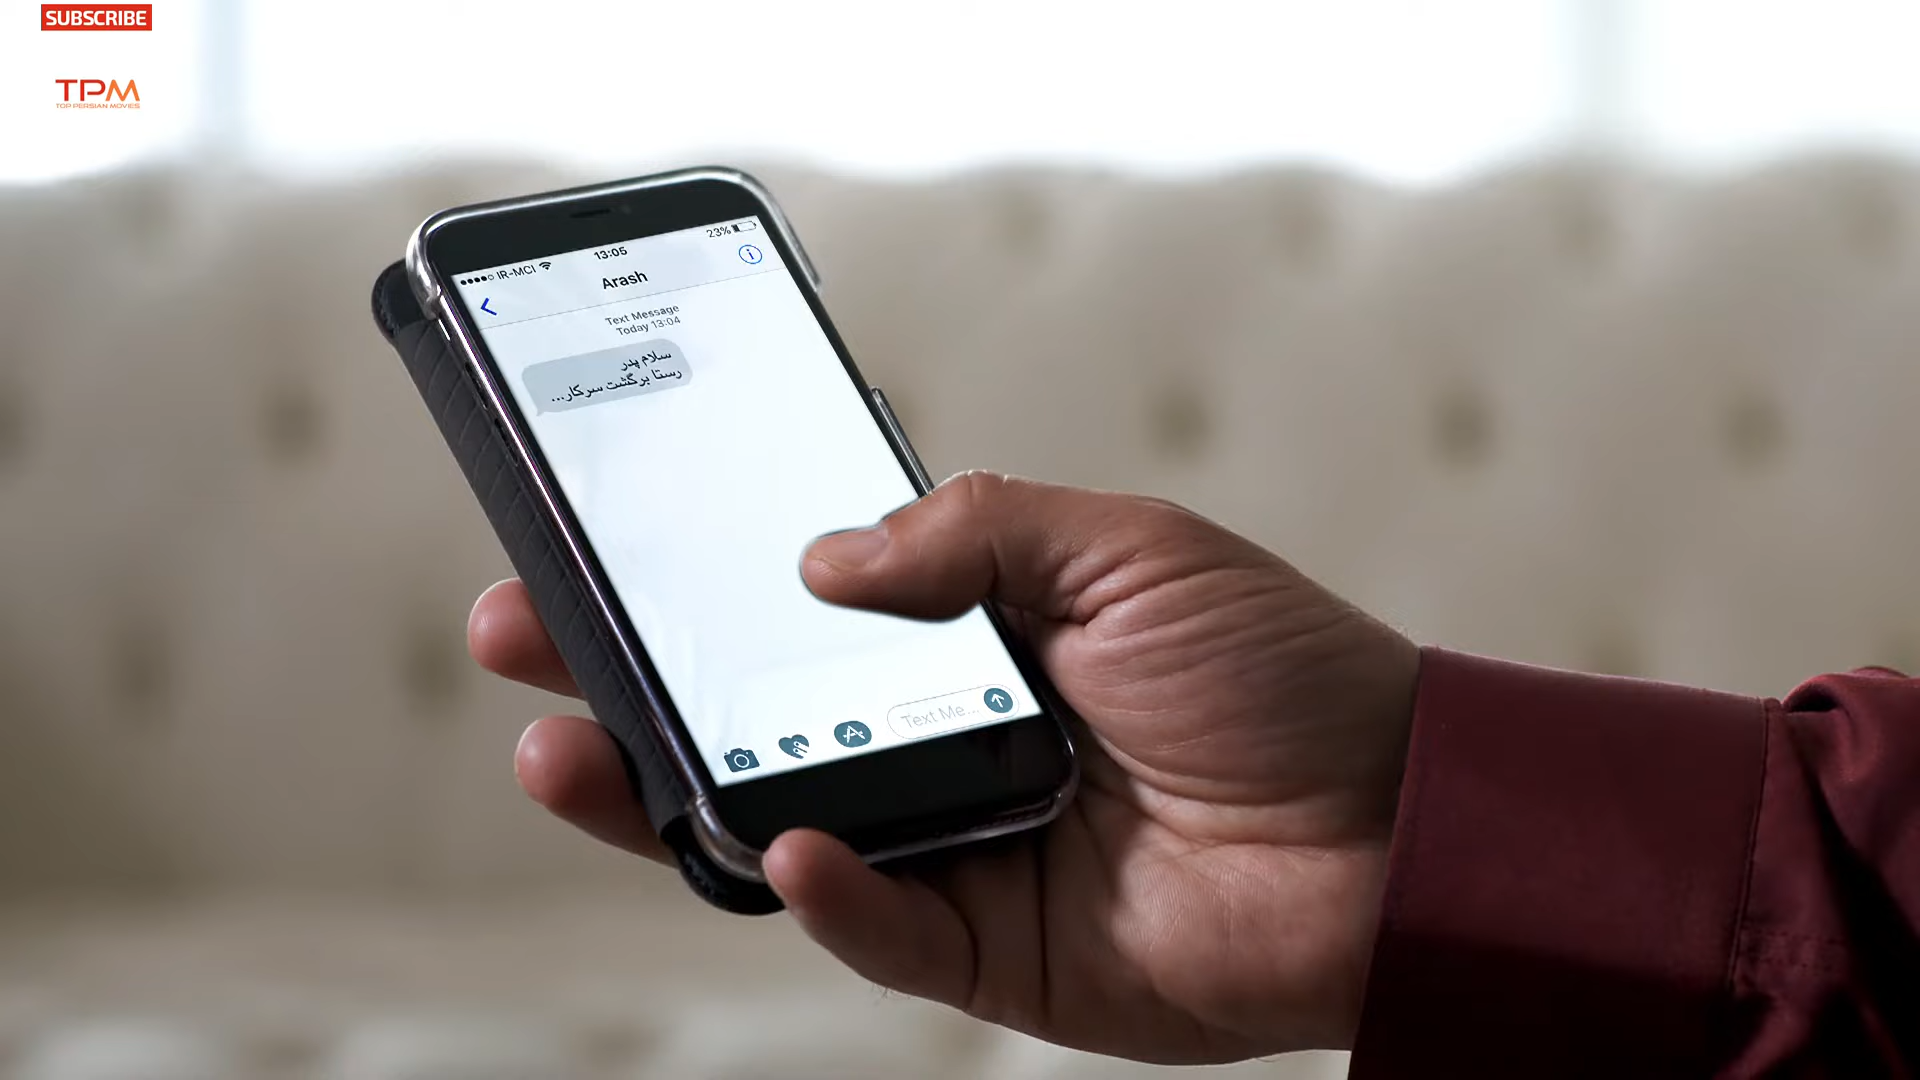 SUBSCRIBE
TPM
TOP PERSIAN MOVIES
IR-MCI
13:05
23%
Arash
Text Message
Today 13:04
سلام پدر
رستا برگشت سرکار...
Text Me...